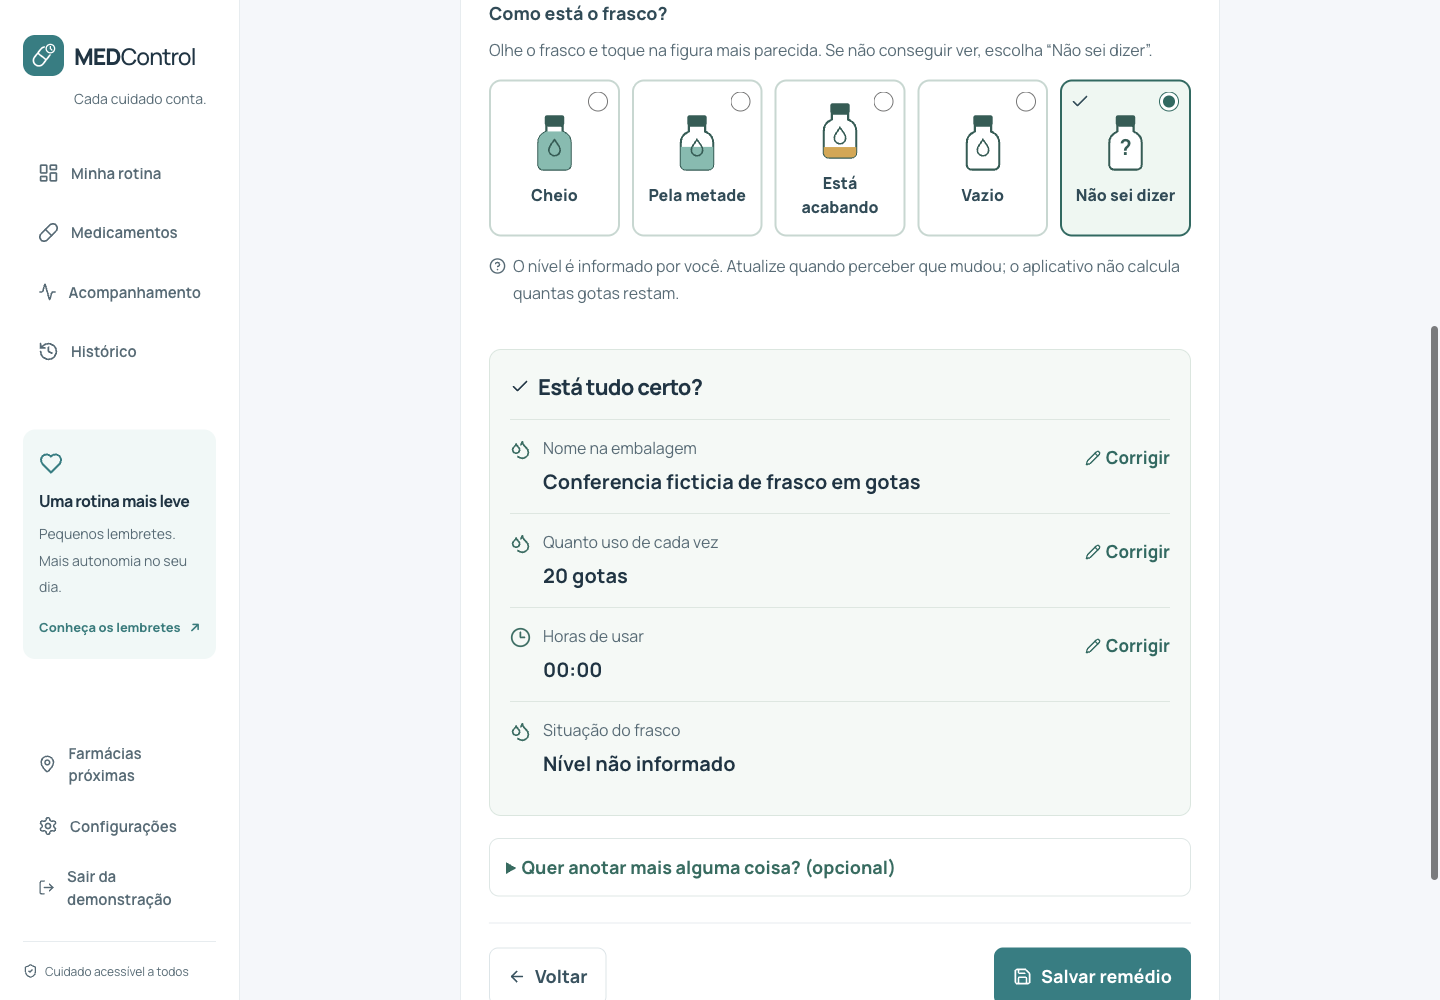 MEDControl
Cada cuidado conta.
Minha rotina
Medicamentos
Acompanhamento
Histórico
Uma rotina mais leve
Pequenos lembretes.
Mais autonomia no seu
dia.
Conheça os lembretes
Farmácias
próximas
Configurações
Sair da
demonstração
Cuidado acessível a todos
Como está o frasco?
Olhe o frasco e toque na figura mais parecida. Se não conseguir ver, escolha “Não sei dizer”.
Cheio
Pela metade
Está
acabando
Vazio
?
Não sei dizer
O nível é informado por você. Atualize quando perceber que mudou; o aplicativo não calcula
quantas gotas restam.
Está tudo certo?
Nome na embalagem
Conferencia ficticia de frasco em gotas
Corrigir
Quanto uso de cada vez
20 gotas
Corrigir
Horas de usar
00:00
Corrigir
Situação do frasco
Nível não informado
Quer anotar mais alguma coisa? (opcional)
Voltar
Salvar remédio